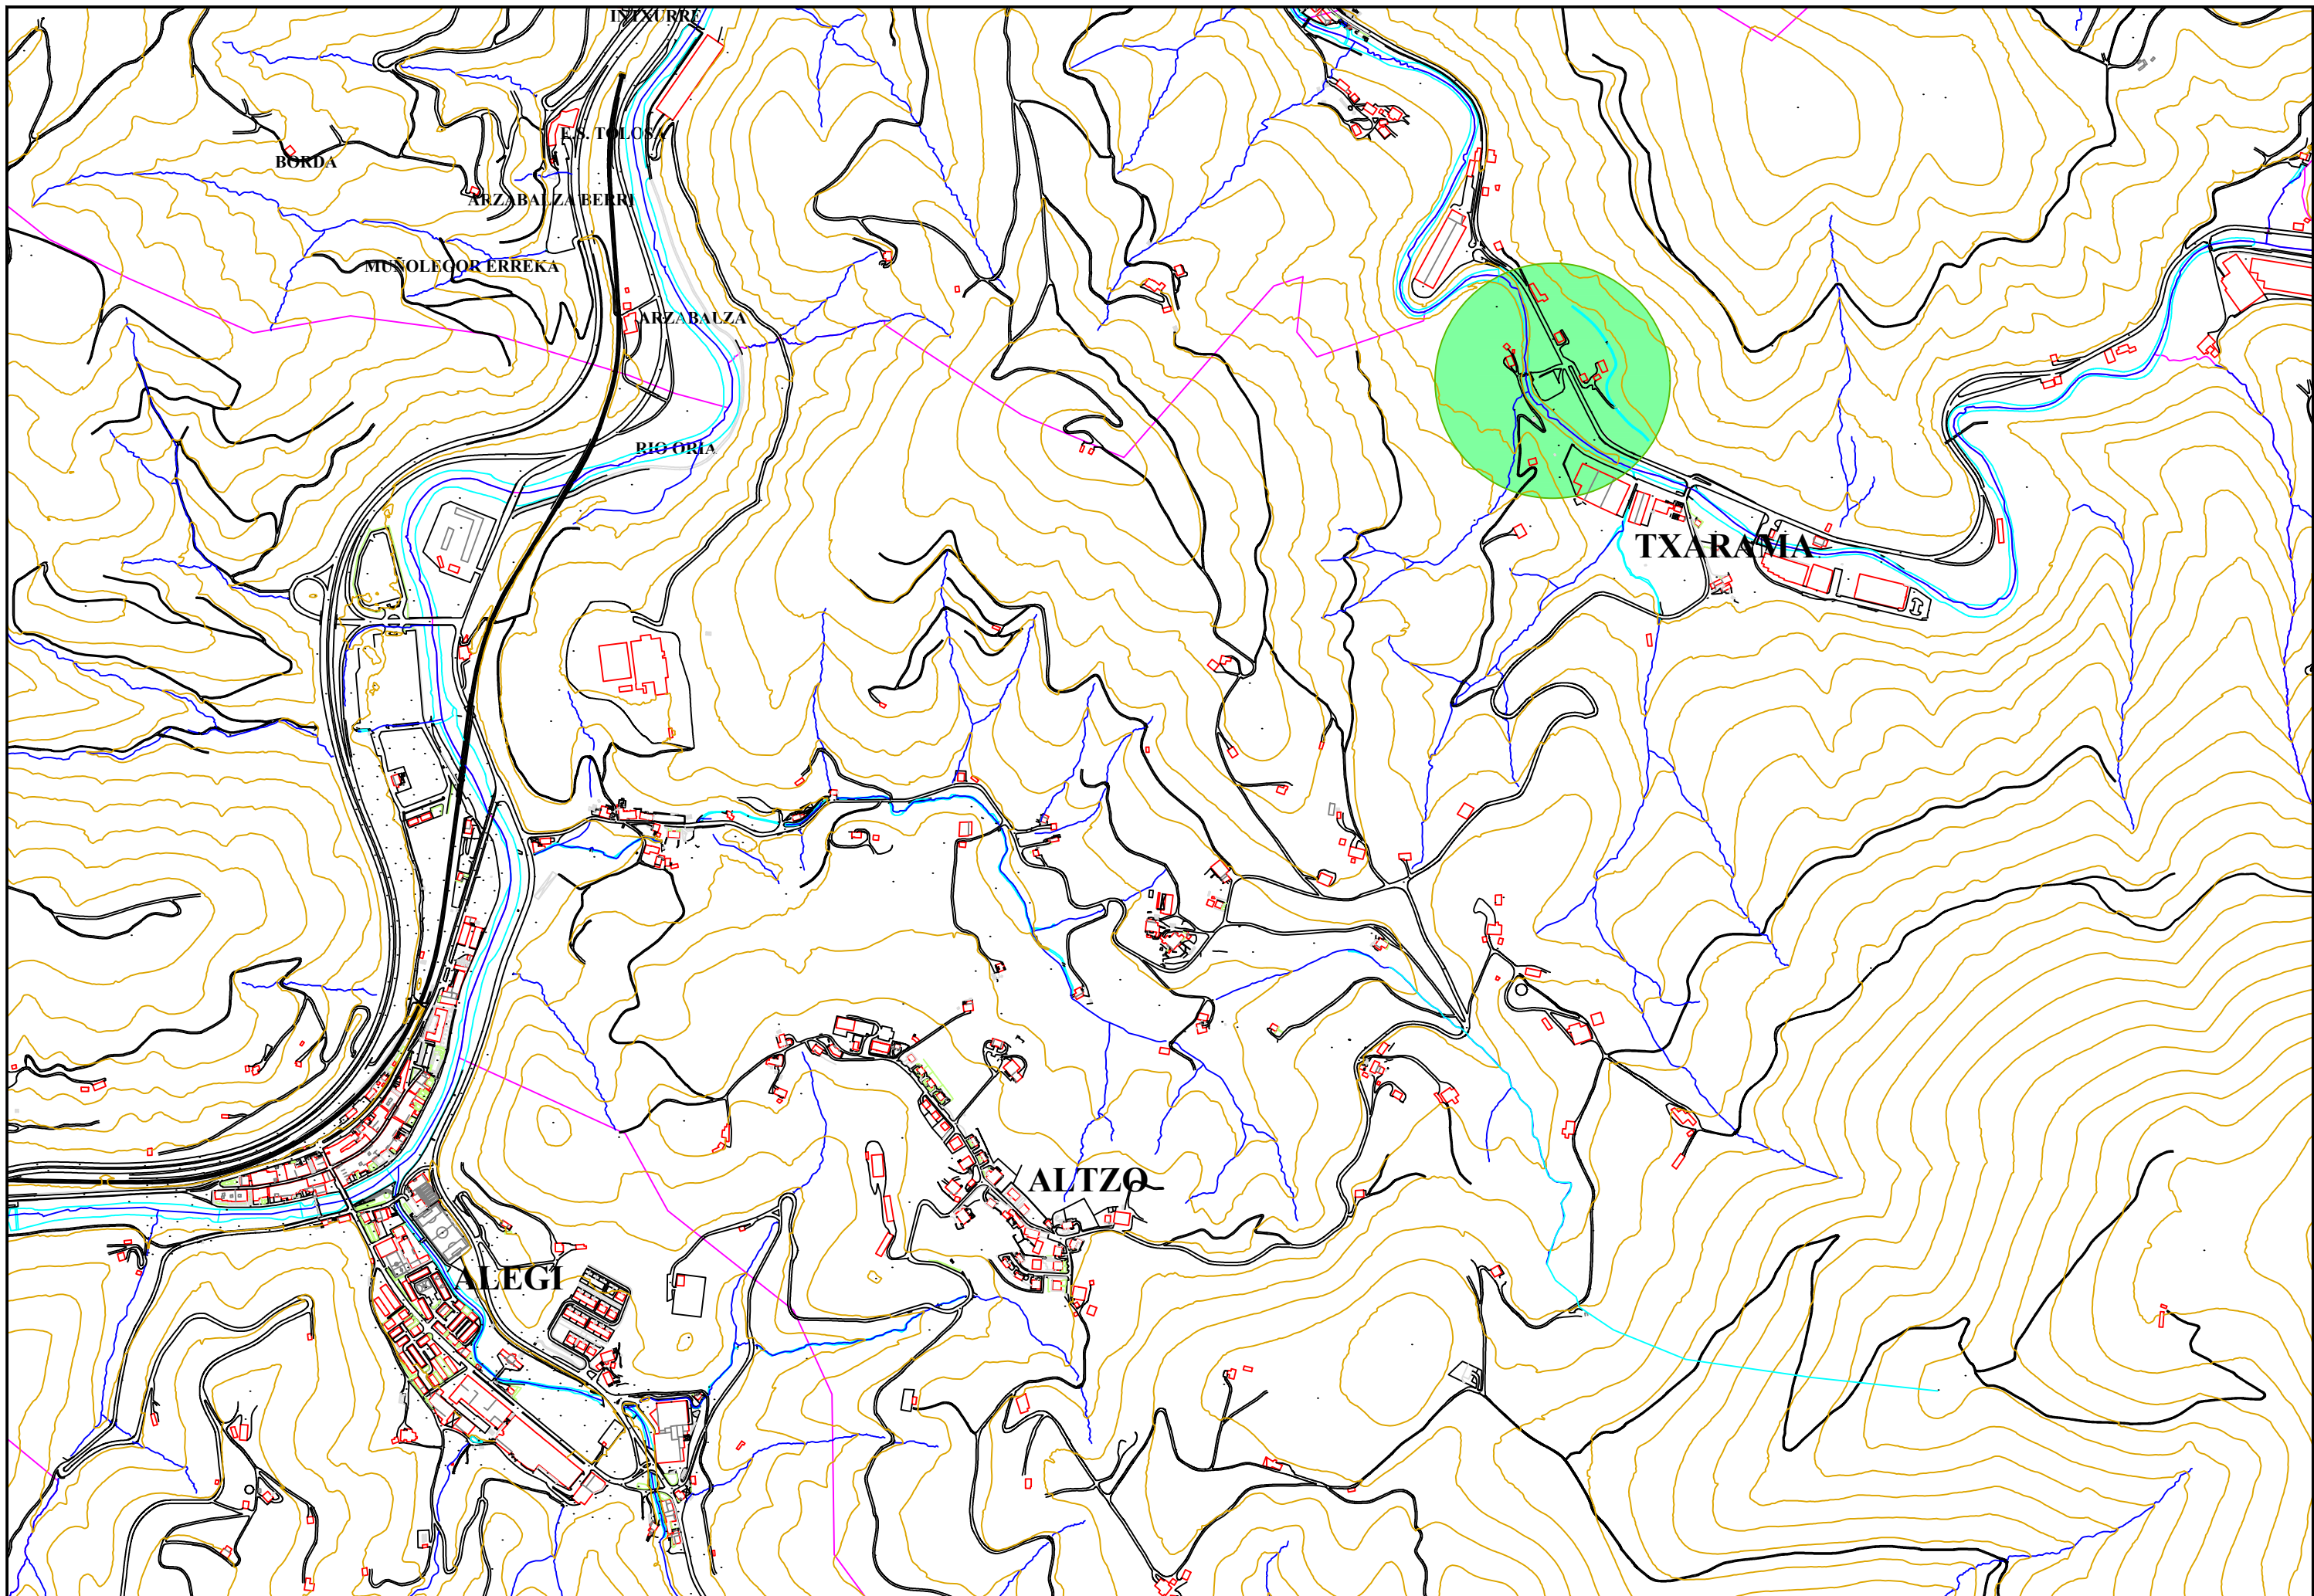 INTXURRE
E.S. TOLOSA
BORDA
ARZABALZA BERRI
MUÑOLEGOR ERREKA
ARZABALZA
RIO ORIA
TXARAMA
ALTZO
ALEGI